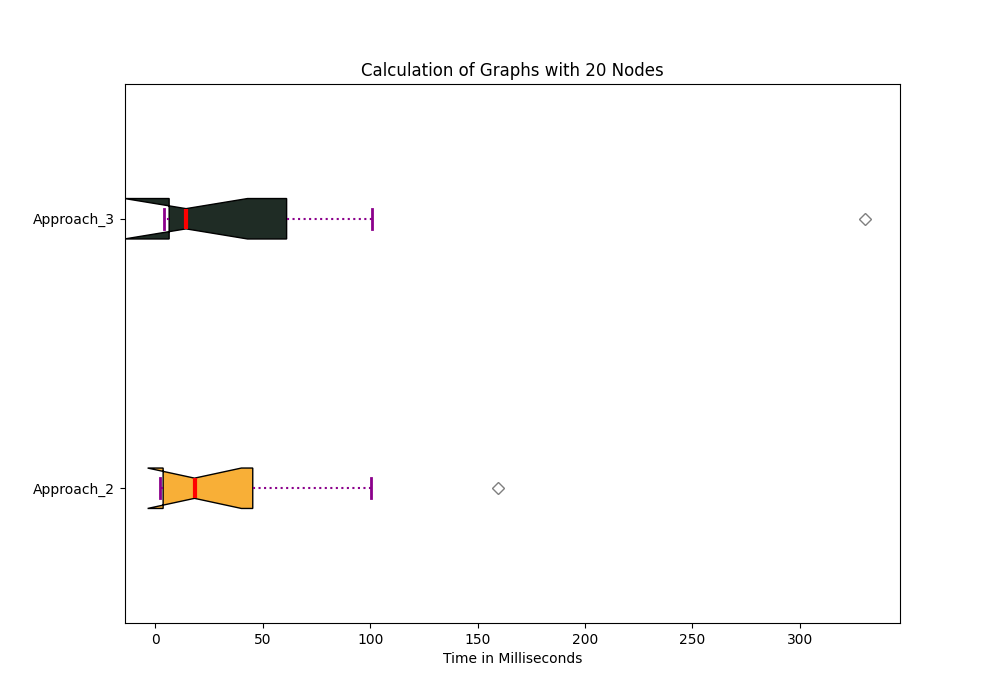 Calculation of Graphs with 20 Nodes
Approach_3
Approach_2
0 50 100 150 200 250 300
Time in Milliseconds